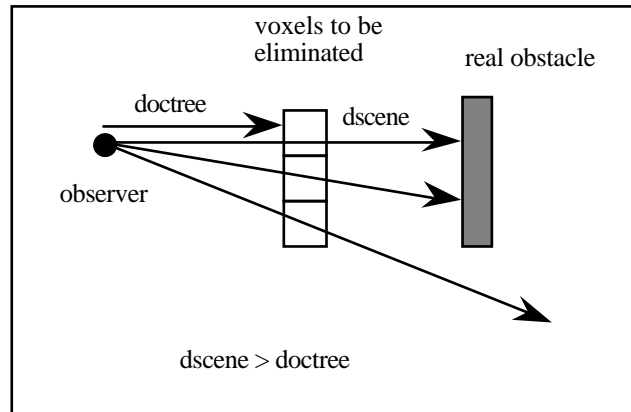 voxels to be
eliminated
real obstacle
doctree
dscene
observer
dscene > doctree